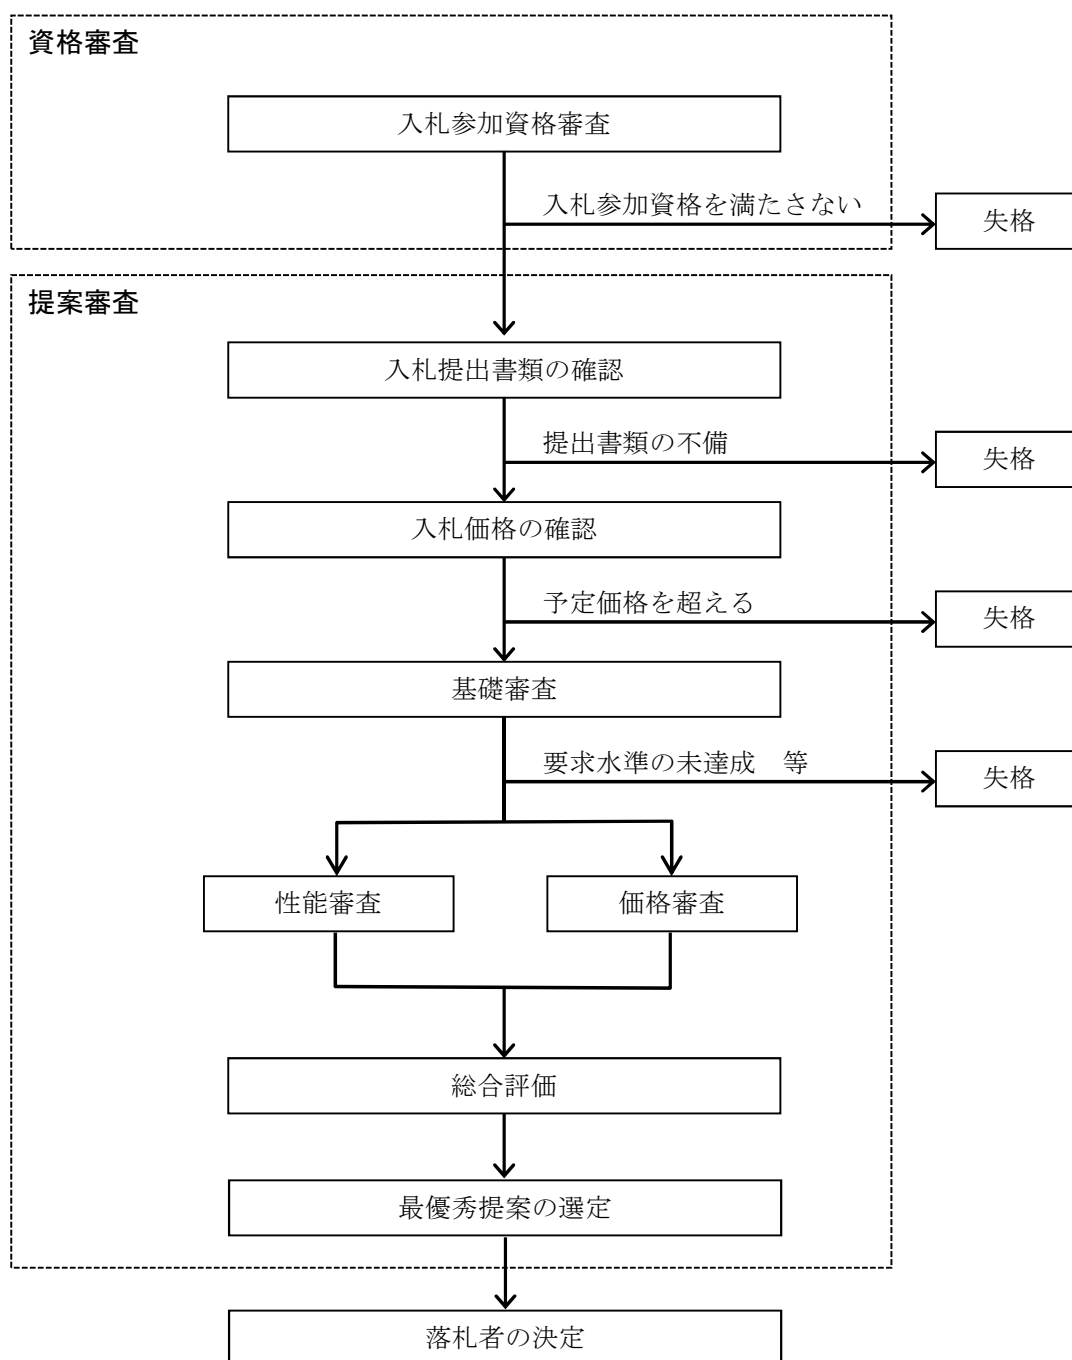 資格審査
入札参加資格審査
入札参加資格を満たさない
失格
提案審査
入札提出書類の確認
提出書類の不備
失格
入札価格の確認
予定価格を超える
失格
基礎審査
要求水準の未達成　等
失格
性能審査
価格審査
総合評価
最優秀提案の選定
落札者の決定